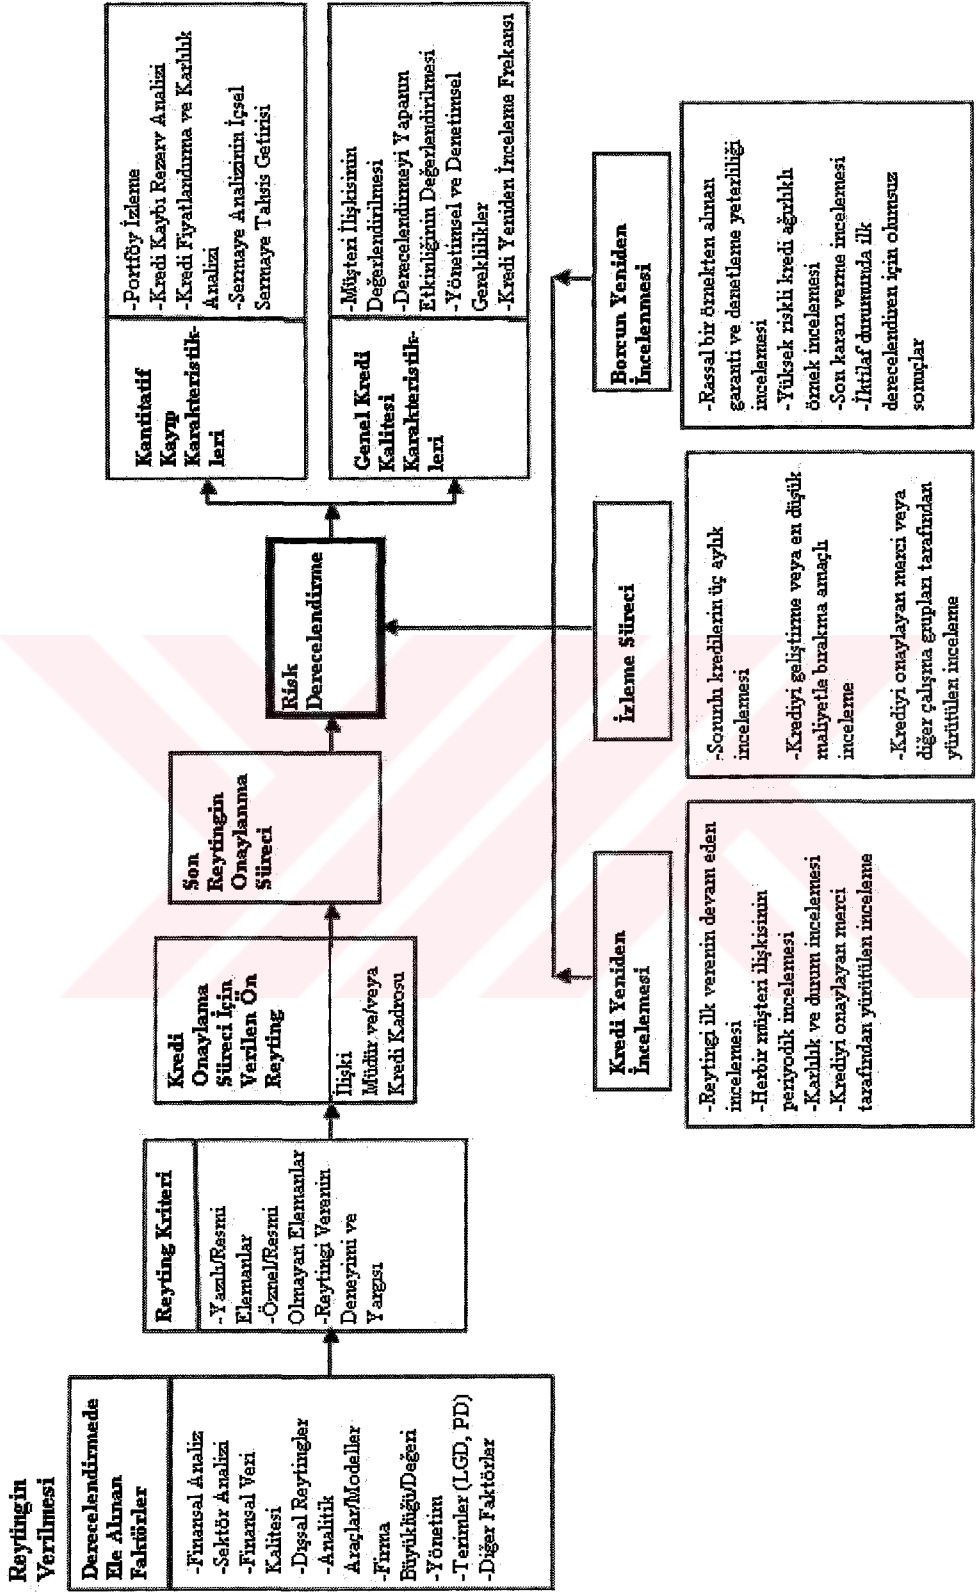 Reytingin
Verilmesi
Derecelendirmede
Ele Alınan
Faktörler
-Finansal Analiz
-Sektör Analizi
-Finansal Veri
Kalitesi
-Dışsal Reytingler
-Analitik
Araçlar/Modeller
-Firma
Büyüklüğü/Değeri
-Yönetim
-Terimler (LGD, PD)
-Diğer Faktörler
Reyting Kriteri
-Yazılı/Resmi
Elemanlar
-Öznel/Resmi
Olmayan Elemanlar
-Reytingi Verenin
Deneyimi ve
Yargısı
Kredi
Onaylama
Süreci İçin
Verilen Ön
Reyting
İlişki
Müdür ve/veya
Kredi Kadrosu
Son
Reytingin
Onaylanma
Süreci
Risk
Derecelendirme
Kantitatif
Kayıp
Karakteristik-
leri
-Portföy İzleme
-Kredi Kaybı Rezerv Analizi
-Kredi Fiyatlandırma ve Karlılık
Analizi
-Sermaye Analizinin İçsel
Sermaye Tahsis Getirisi
Genel Kredi
Kalitesi
Karakteristik-
leri
-Müşteri İlişkisinin
Değerlendirilmesi
-Derecelendirmeyi Yapanın
Etkinliğinin Değerlendirilmesi
-Yönetimsel ve Denetimsel
Gereklilikler
-Kredi Yeniden İnceleme Frekansı
Kredi Yeniden
İncelemesi
-Reytingi ilk verenin devam eden
incelemesi
-Herbir müşteri ilişkisinin
periyodik incelemesi
-Karlılık ve durum incelemesi
-Krediyi onaylayan merci
tarafından yürütülen inceleme
İzleme Süreci
-Sorunlu kredilerin üç aylık
incelemesi
-Krediyi geliştirme veya en düşük
maliyetle bırakma amaçlı
inceleme
-Krediyi onaylayan merci veya
diğer çalışma grupları tarafından
yürütülen inceleme
Borcun Yeniden
İncelenmesi
-Rassal bir örnekten alınan
garanti ve denetleme yeterliliği
incelemesi
-Yüksek riskli kredi ağırlıklı
örnek incelemesi
-Son kararı verme incelemesi
-İhtilaf durumunda ilk
derecelendiren için olumsuz
sonuçlar